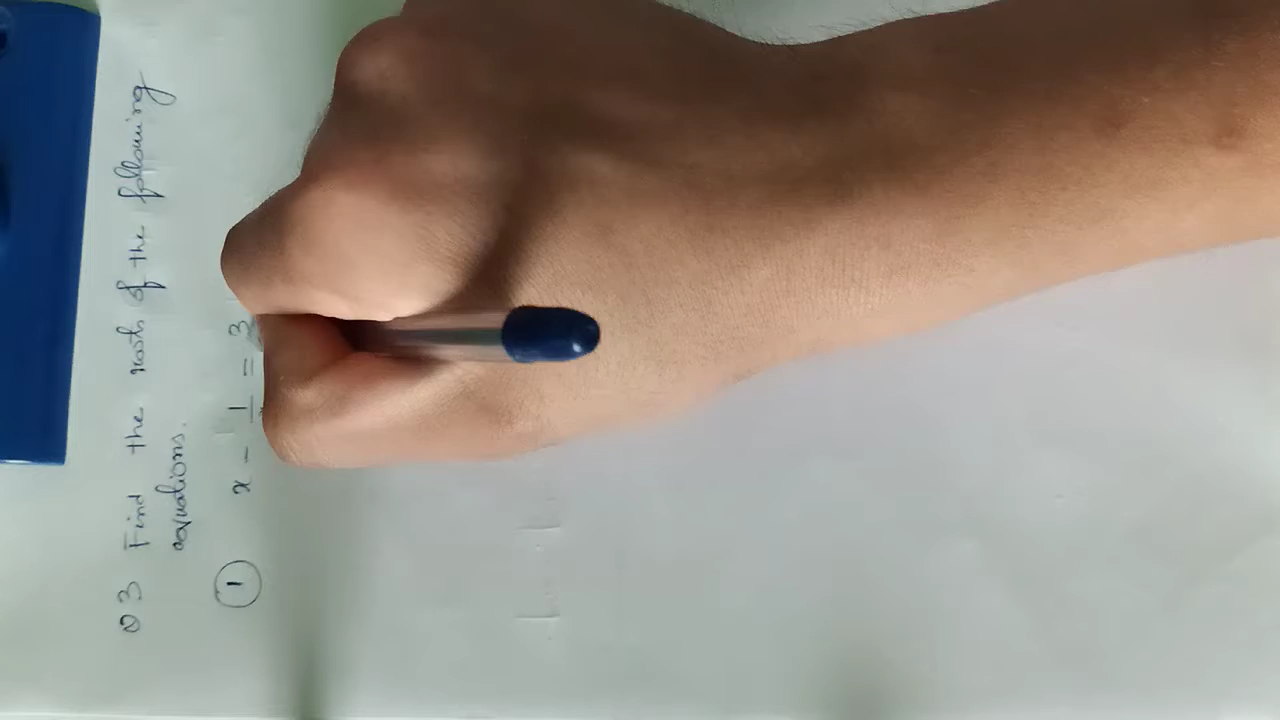 Q3 Find the roots of the following
equations.
① x - 1 = 3